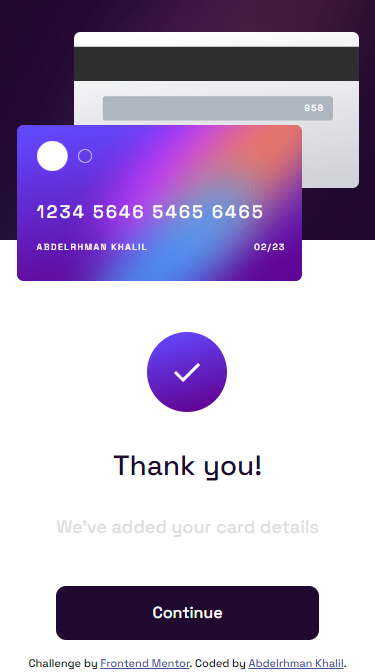 958
1234 5646 5465 6465
ABDELRHMAN KHALIL 02/23
Thank you!
We've added your card details
Continue
Challenge by Frontend Mentor. Coded by Abdelrhman Khalil.